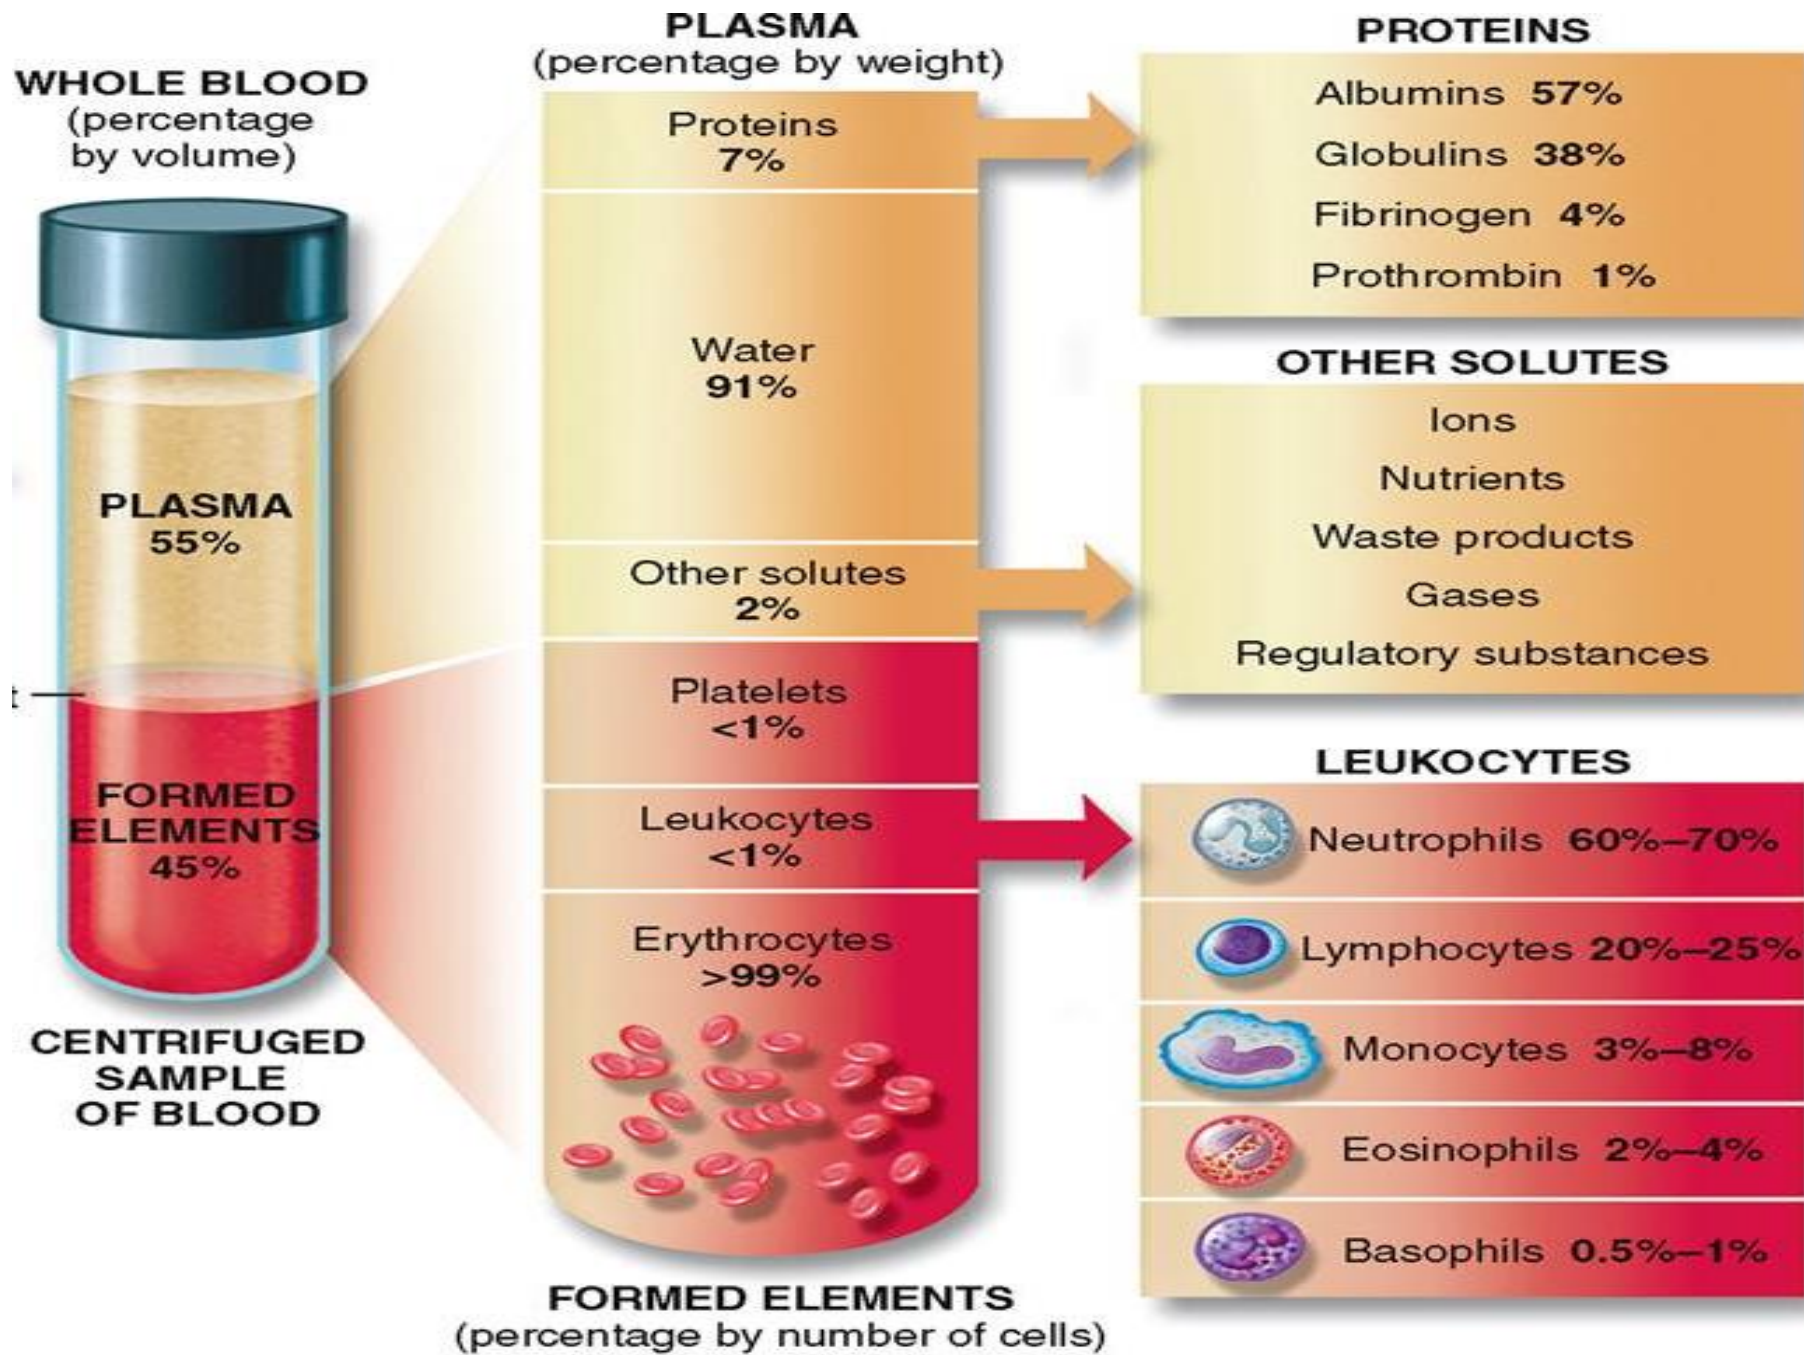 WHOLE BLOOD
(percentage
by volume)
PLASMA
55%
t
FORMED
ELEMENTS
45%
CENTRIFUGED
SAMPLE
OF BLOOD
PLASMA
(percentage by weight)
Proteins
7%
Water
91%
Other solutes
2%
Platelets
<1%
Leukocytes
<1%
Erythrocytes
>99%
FORMED ELEMENTS
(percentage by number of cells)
PROTEINS
Albumins 57%
Globulins 38%
Fibrinogen 4%
Prothrombin 1%
OTHER SOLUTES
Ions
Nutrients
Waste products
Gases
Regulatory substances
LEUKOCYTES
Neutrophils 60%–70%
Lymphocytes 20%–25%
Monocytes 3%–8%
Eosinophils 2%–4%
Basophils 0.5%–1%